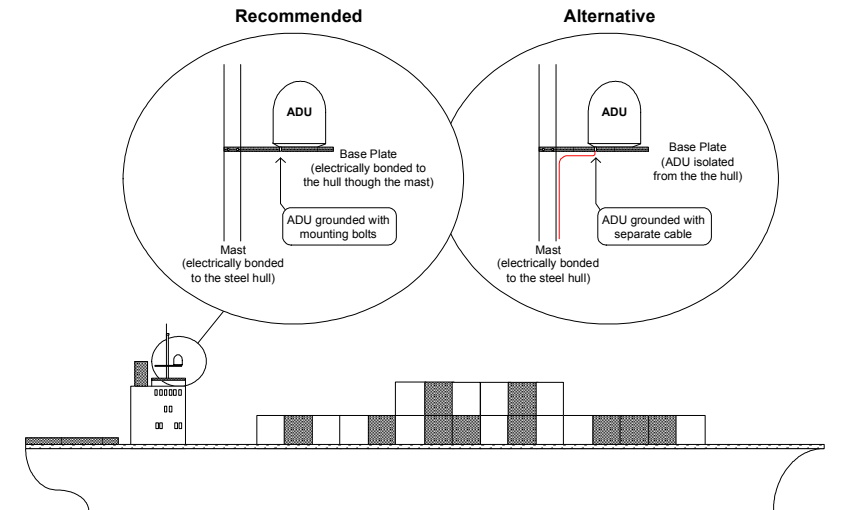 Recommended
Alternative
ADU
Base Plate
(electrically bonded to
the hull though the mast)
ADU grounded with
mounting bolts
Mast
(electrically bonded
to the steel hull)
ADU
Base Plate
(ADU isolated
from the the hull)
ADU grounded with
separate cable
Mast
(electrically bonded
to the steel hull)